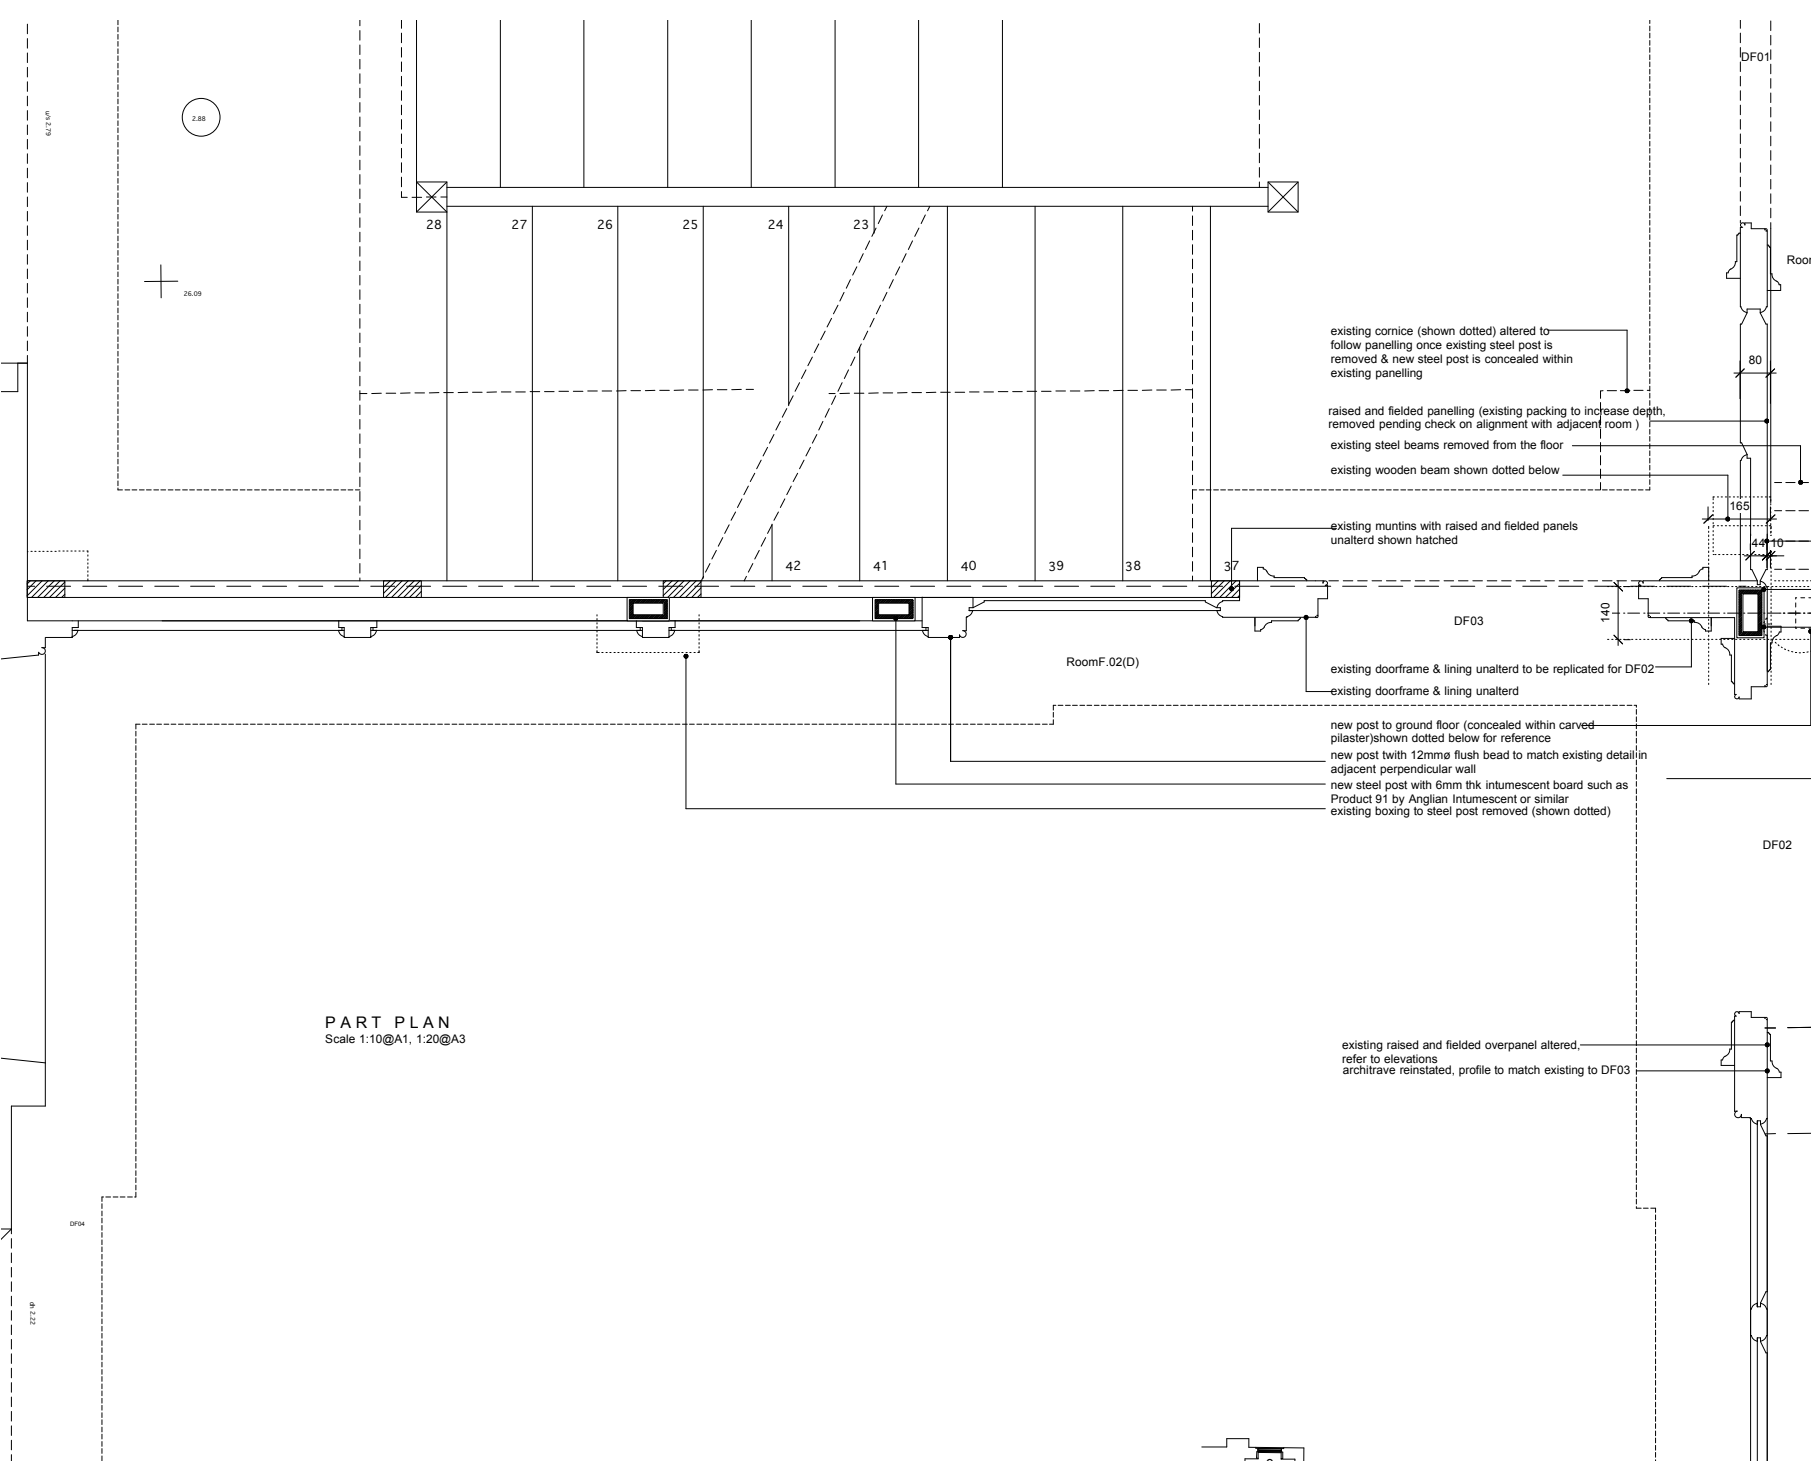 DF01
u/s 2.79
2.88
28
27
26
25
24
23
Roo
26.09
existing cornice (shown dotted) altered to
follow panelling once existing steel post is
removed & new steel post is concealed within
existing panelling
80
raised and fielded panelling (existing packing to increase depth,
removed pending check on alignment with adjacent room )
existing steel beams removed from the floor
existing wooden beam shown dotted below
165
existing muntins with raised and fielded panels
unalterd shown hatched
44
10
42
41
40
39
38
37
140
DF03
RoomF.02(D)
existing doorframe & lining unalterd to be replicated for DF02
existing doorframe & lining unalterd
new post to ground floor (concealed within carved
pilaster)shown dotted below for reference
new post twith 12mmø flush bead to match existing detail in
adjacent perpendicular wall
new steel post with 6mm thk intumescent board such as
Product 91 by Anglian Intumescent or similar
existing boxing to steel post removed (shown dotted)
DF02
PART PLAN
Scale 1:10@A1, 1:20@A3
existing raised and fielded overpanel altered,
refer to elevations
architrave reinstated, profile to match existing to DF03
DF04
dh 2.22